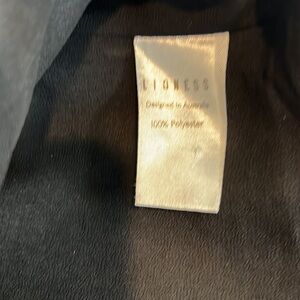 LIONESS
Designed in Australia
100% Polyester